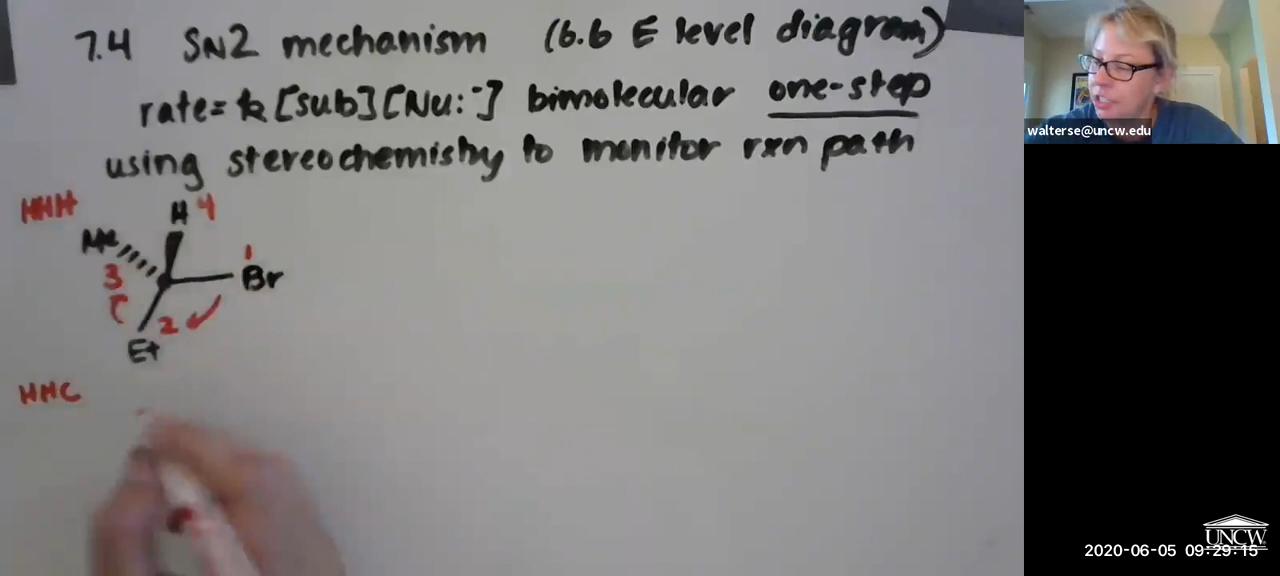 7.4 SN2 mechanism (6.6 E level diagram)
rate=k[sub][Nu:⁻] bimolecular one-step
using stereochemistry to monitor rxn path
HHH
H 4
Me
1
3
Br
2
Et
HHC
walterse@uncw.edu
UNCW
2020-06-05 09:29:15